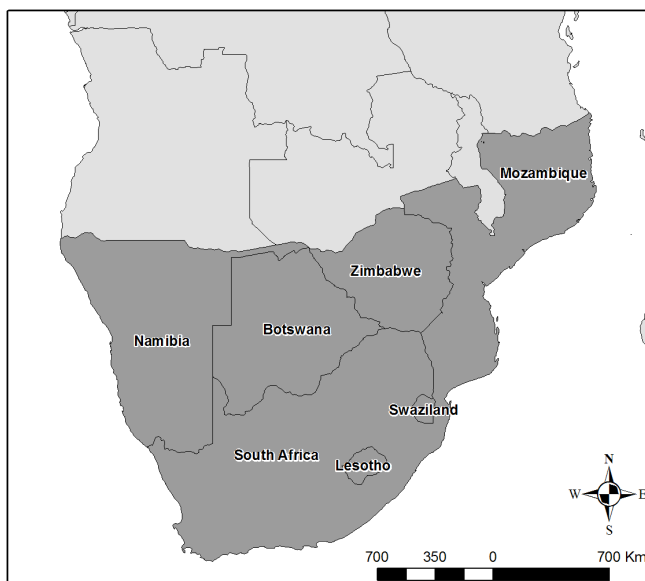 Mozambique
Zimbabwe
Botswana
Namibia
Swaziland
South Africa
Lesotho
N
W E
S
700 350 0 700 Km